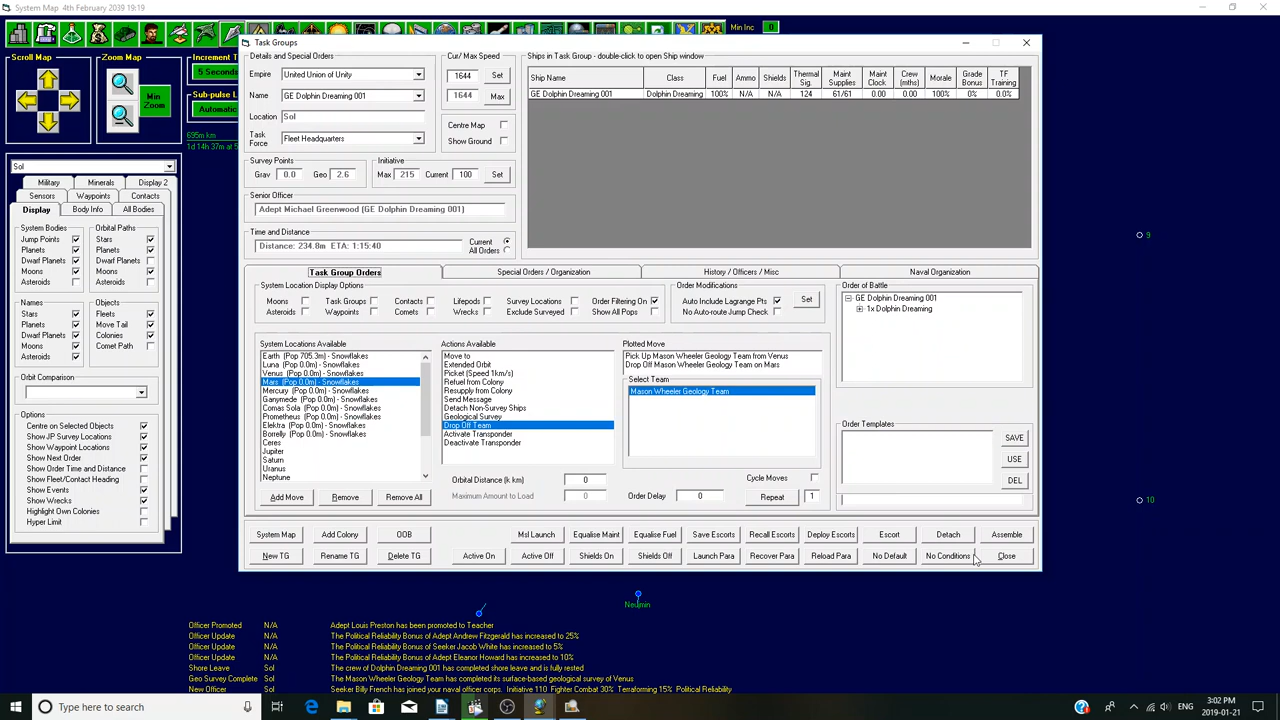 System Map 4th February 2039 19:19
Min Inc 0
Scroll Map
Zoom Map
Min Zoom
Increment T
5 Seconds
Sub-pulse L
Automatic
695m km
1d 14h 37m at 5
Sol
Military Minerals Display 2
Sensors Waypoints Contacts
Display Body Info All Bodies
System Bodies
Jump Points
Planets
Dwarf Planets
Moons
Asteroids
Orbital Paths
Stars
Planets
Dwarf Planets
Moons
Asteroids
Names
Stars
Planets
Dwarf Planets
Moons
Asteroids
Objects
Fleets
Move Tail
Colonies
Comet Path
Orbit Comparison
Options
Centre on Selected Objects
Show JP Survey Locations
Show Waypoint Locations
Show Next Order
Show Order Time and Distance
Show Fleet/Contact Heading
Show Events
Show Wrecks
Highlight Own Colonies
Hyper Limit
Task Groups
Details and Special Orders
Empire United Union of Unity
Name GE Dolphin Dreaming 001
Location Sol
Task Force Fleet Headquarters
Cur/ Max Speed
1644 Set
1644 Max
Centre Map
Show Ground
Survey Points
Grav 0.0 Geo 2.6
Initiative
Max 215 Current 100 Set
Senior Officer
Adept Michael Greenwood (GE Dolphin Dreaming 001)
Time and Distance
Distance: 234.8m ETA: 1:15:40
Current
All Orders
Ships in Task Group - double-click to open Ship window
Ship Name Class Fuel Ammo Shields Thermal Sig. Maint Supplies Maint Clock Crew (mths) Morale Grade Bonus TF Training
GE Dolphin Dreaming 001 Dolphin Dreaming 100% N/A N/A 124 61/61 0.00 0.00 100% 0% 0.0%
Task Group Orders Special Orders / Organization History / Officers / Misc Naval Organization
System Location Display Options
Moons Task Groups Contacts Lifepods Survey Locations Order Filtering On
Asteroids Waypoints Comets Wrecks Exclude Surveyed Show All Pops
Order Modifications
Auto Include Lagrange Pts Set
No Auto-route Jump Check
Order of Battle
GE Dolphin Dreaming 001
1x Dolphin Dreaming
System Locations Available
Earth (Pop 705.3m) - Snowflakes
Luna (Pop 0.0m) - Snowflakes
Venus (Pop 0.0m) - Snowflakes
Mars (Pop 0.0m) - Snowflakes
Mercury (Pop 0.0m) - Snowflakes
Ganymede (Pop 0.0m) - Snowflakes
Comas Sola (Pop 0.0m) - Snowflakes
Prometheus (Pop 0.0m) - Snowflakes
Elektra (Pop 0.0m) - Snowflakes
Borrelly (Pop 0.0m) - Snowflakes
Ceres
Jupiter
Saturn
Uranus
Neptune
Actions Available
Move to
Extended Orbit
Picket (Speed 1km/s)
Refuel from Colony
Resupply from Colony
Send Message
Detach Non-Survey Ships
Geological Survey
Drop Off Team
Activate Transponder
Deactivate Transponder
Plotted Move
Pick Up Mason Wheeler Geology Team from Venus
Drop Off Mason Wheeler Geology Team on Mars
Select Team
Mason Wheeler Geology Team
Order Templates
SAVE
USE
DEL
Orbital Distance (k km) 0
Cycle Moves
Add Move Remove Remove All
Maximum Amount to Load 0
Order Delay 0 Repeat 1
System Map Add Colony OOB Msl Launch Equalise Maint Equalise Fuel Save Escorts Recall Escorts Deploy Escorts Escort Detach Assemble
New TG Rename TG Delete TG Active On Active Off Shields On Shields Off Launch Para Recover Para Reload Para No Default No Conditions Close
9
10
Neumin
Officer Promoted N/A Adept Louis Preston has been promoted to Teacher
Officer Update N/A The Political Reliability Bonus of Adept Andrew Fitzgerald has increased to 25%
Officer Update N/A The Political Reliability Bonus of Seeker Jacob White has increased to 5%
Officer Update N/A The Political Reliability Bonus of Adept Eleanor Howard has increased to 10%
Shore Leave Sol The crew of Dolphin Dreaming 001 has completed shore leave and is fully rested
Geo Survey Complete Sol The Mason Wheeler Geology Team has completed its surface-based geological survey of Venus
New Officer Sol Seeker Billy French has joined your naval officer corps. Initiative 110 Fighter Combat 30% Terraforming 15% Political Reliability
Type here to search
ENG
3:02 PM
2019-01-21